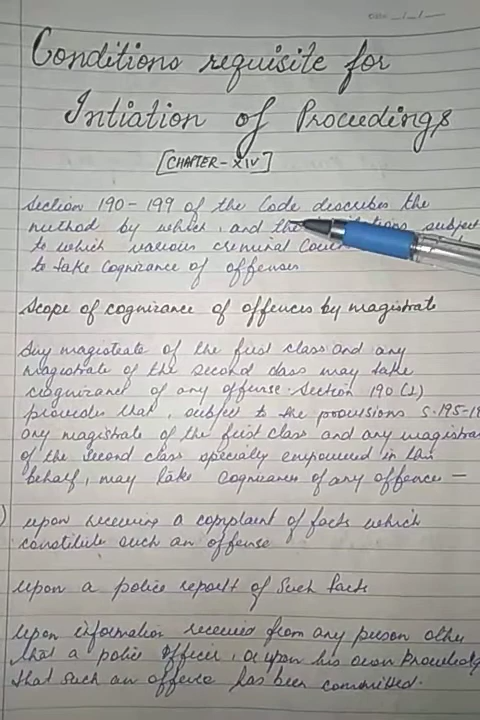 Conditions requisite for
Intiation of Proceedings
[CHAPTER-XIV]
Section 190-199 of the Code describes the
method by which, and the subject
to which various criminal
to take Cognizance of offenses
Scope of cognizance of offences by magistrate
Any magistrate of the first class and any
magistrate of the second class may take
cognizance of any offense. Section 190(1)
provides that, subject to the provisions S.195-19
any magistrate of the first class and any magistra
of the second class specially empowered in this
behalf, may take Cognizance of any offence —
) upon receiving a complaint of facts which
constitute such an offense
upon a police report of such facts
Upon information received from any person other
that a police officer, or upon his own
that such an offense has been committed.